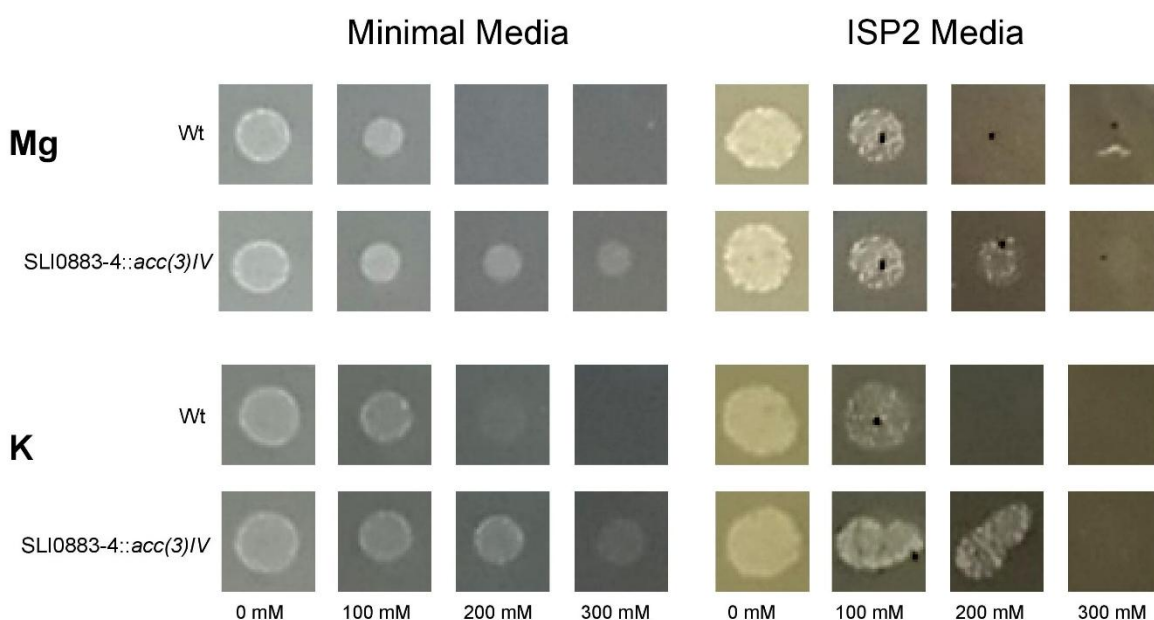 Minimal Media ISP2 Media
Mg
Wt
SLI0883-4::acc(3)IV
K
Wt
SLI0883-4::acc(3)IV
0 mM 100 mM 200 mM 300 mM 0 mM 100 mM 200 mM 300 mM